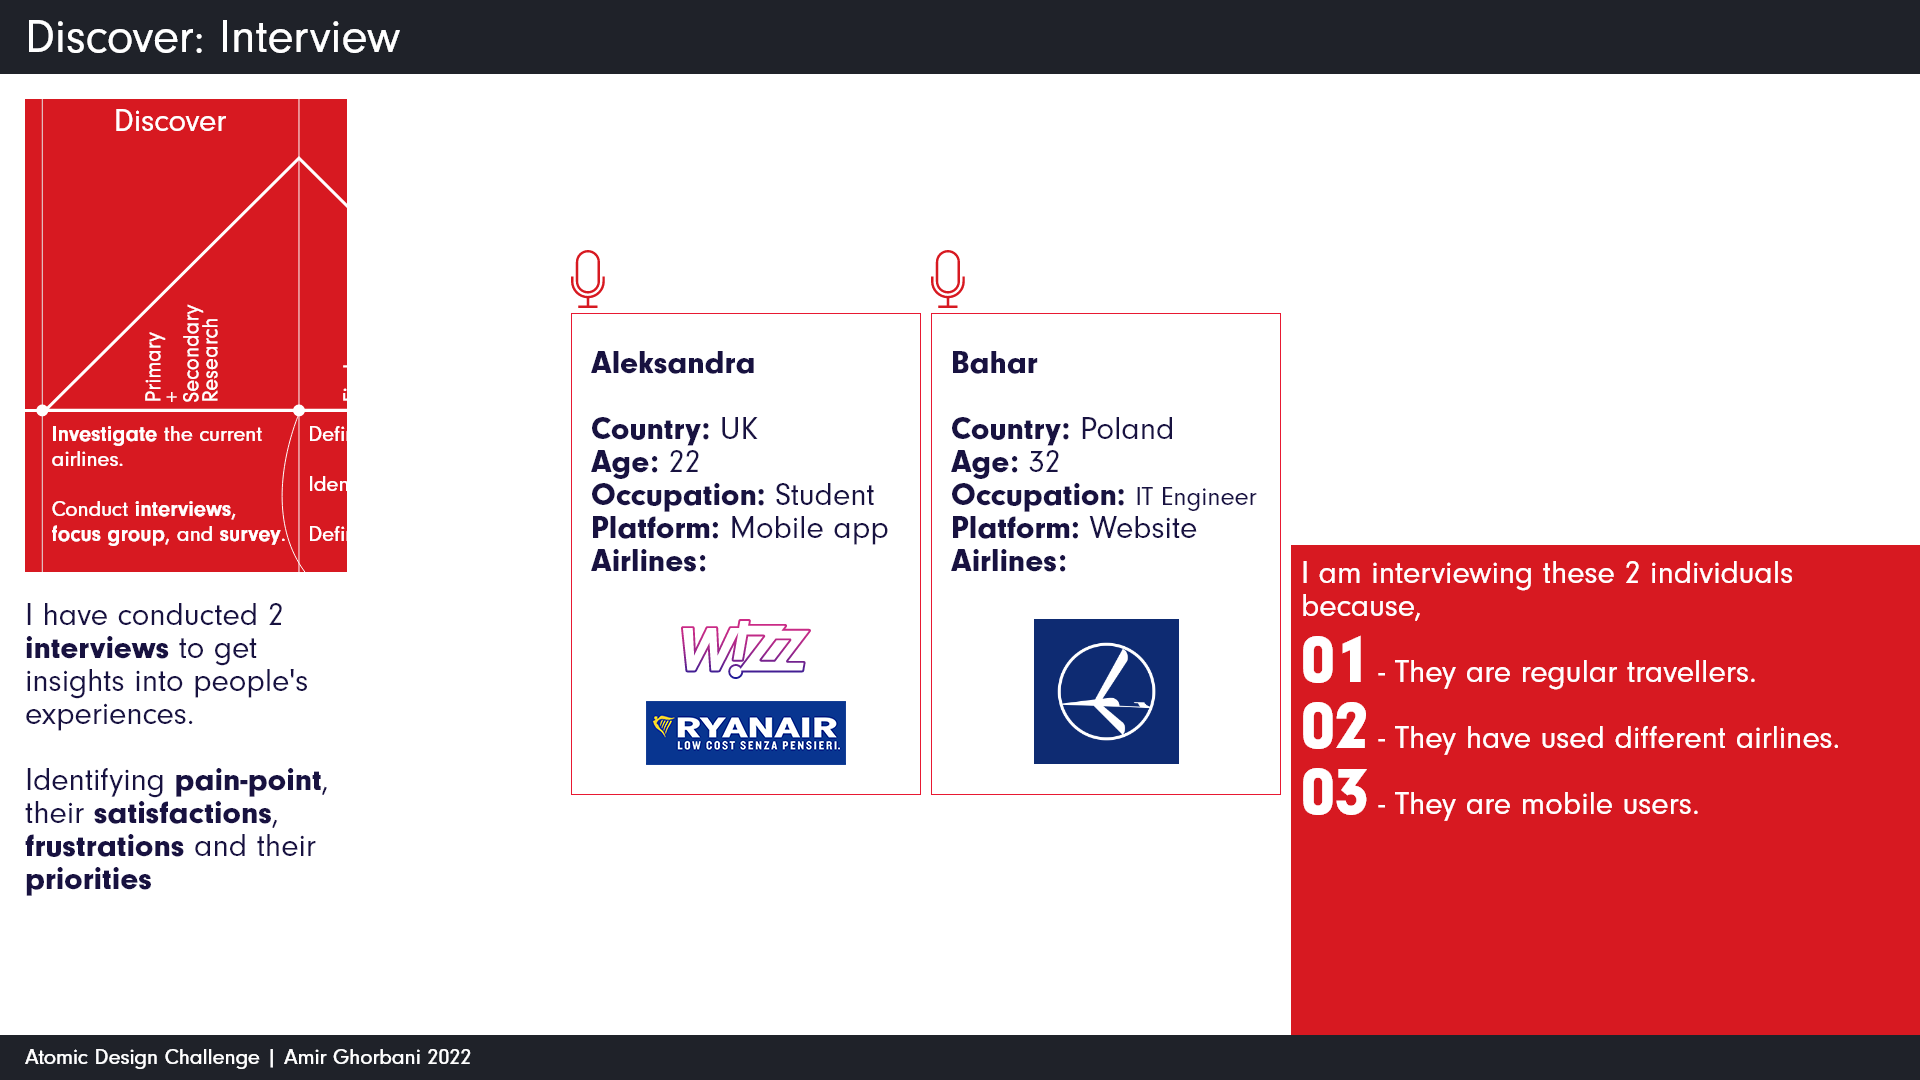 Discover: Interview
Discover
Primary
+
Secondary
Research
Investigate the current
airlines.
Conduct interviews,
focus group, and survey.
Defi
Iden
Defi
I have conducted 2
interviews to get
insights into people's
experiences.
Identifying pain-point,
their satisfactions,
frustrations and their
priorities
Aleksandra
Country: UK
Age: 22
Occupation: Student
Platform: Mobile app
Airlines:
WIZZ
RYANAIR
LOW COST SENZA PENSIERI.
Bahar
Country: Poland
Age: 32
Occupation: IT Engineer
Platform: Website
Airlines:
I am interviewing these 2 individuals
because,
01 - They are regular travellers.
02 - They have used different airlines.
03 - They are mobile users.
Atomic Design Challenge | Amir Ghorbani 2022